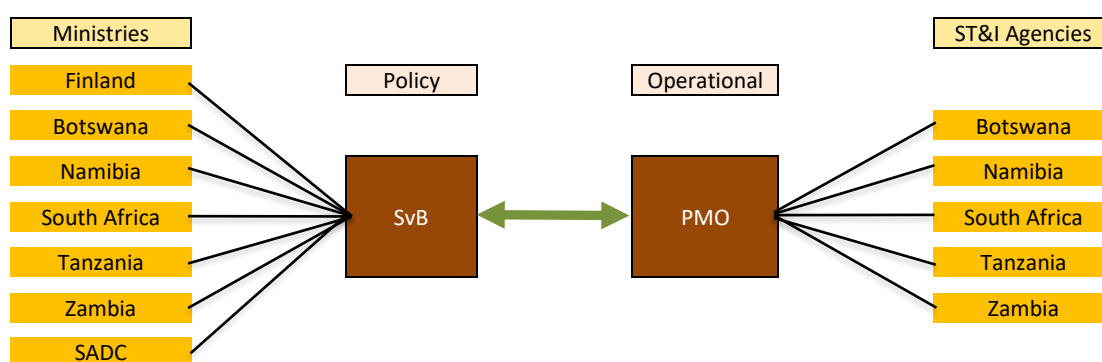 Ministries
ST&I Agencies
Finland
Policy
Operational
Botswana
Botswana
Namibia
Namibia
South Africa
SvB
PMO
South Africa
Tanzania
Tanzania
Zambia
Zambia
SADC